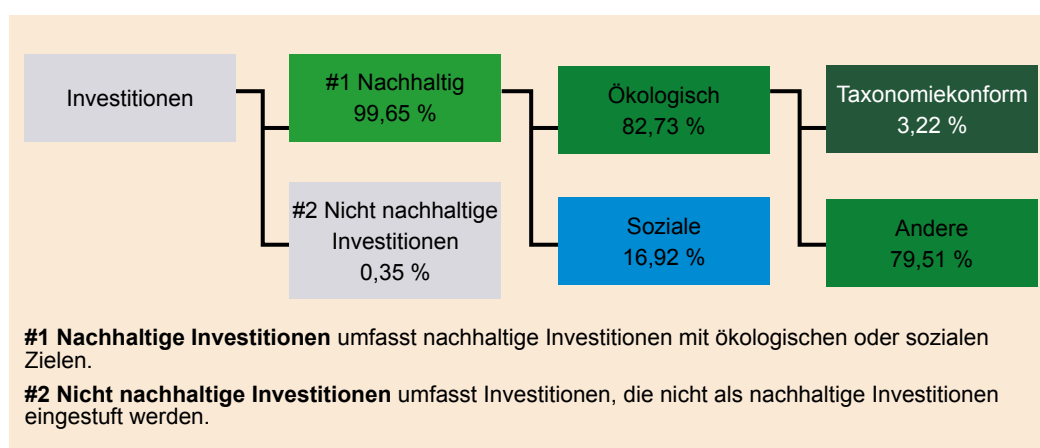 Investitionen
#1 Nachhaltig
99,65 %
Ökologisch
82,73 %
Taxonomiekonform
3,22 %
#2 Nicht nachhaltige
Investitionen
0,35 %
Soziale
16,92 %
Andere
79,51 %
#1 Nachhaltige Investitionen umfasst nachhaltige Investitionen mit ökologischen oder sozialen
Zielen.
#2 Nicht nachhaltige Investitionen umfasst Investitionen, die nicht als nachhaltige Investitionen
eingestuft werden.